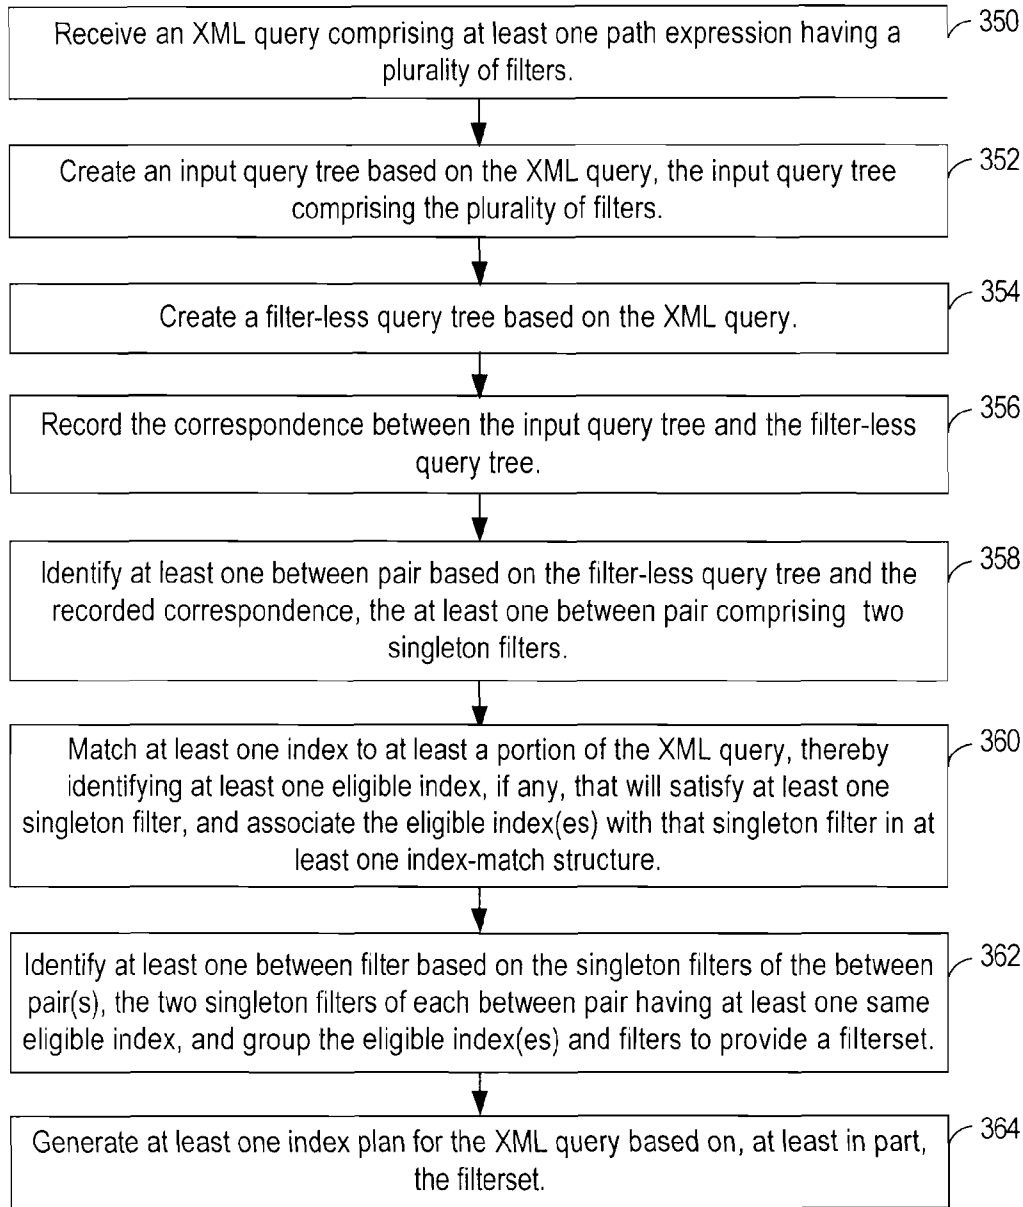 Receive an XML query comprising at least one path expression having a
plurality of filters.
350
Create an input query tree based on the XML query, the input query tree
comprising the plurality of filters.
352
Create a filter-less query tree based on the XML query.
354
Record the correspondence between the input query tree and the filter-less
query tree.
356
Identify at least one between pair based on the filter-less query tree and the
recorded correspondence, the at least one between pair comprising two
singleton filters.
358
Match at least one index to at least a portion of the XML query, thereby
identifying at least one eligible index, if any, that will satisfy at least one
singleton filter, and associate the eligible index(es) with that singleton filter in at
least one index-match structure.
360
Identify at least one between filter based on the singleton filters of the between
pair(s), the two singleton filters of each between pair having at least one same
eligible index, and group the eligible index(es) and filters to provide a filterset.
362
Generate at least one index plan for the XML query based on, at least in part,
the filterset.
364